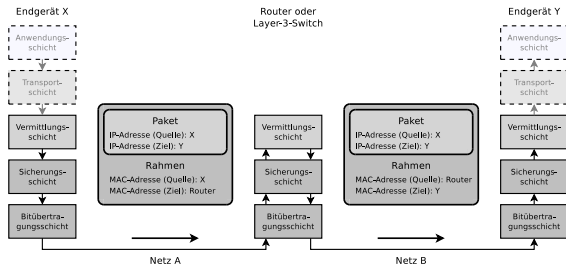 Endgerät X
Anwendungs-
schicht
Transport-
schicht
Vermittlungs-
schicht
Sicherungs-
schicht
Bitübertra-
gungsschicht
Paket
IP-Adresse (Quelle): X
IP-Adresse (Ziel): Y
Rahmen
MAC-Adresse (Quelle): X
MAC-Adresse (Ziel): Router
Netz A
Router oder
Layer-3-Switch
Vermittlungs-
schicht
Sicherungs-
schicht
Bitübertra-
gungsschicht
Paket
IP-Adresse (Quelle): X
IP-Adresse (Ziel): Y
Rahmen
MAC-Adresse (Quelle): Router
MAC-Adresse (Ziel): Y
Netz B
Endgerät Y
Anwendungs-
schicht
Transport-
schicht
Vermittlungs-
schicht
Sicherungs-
schicht
Bitübertra-
gungsschicht